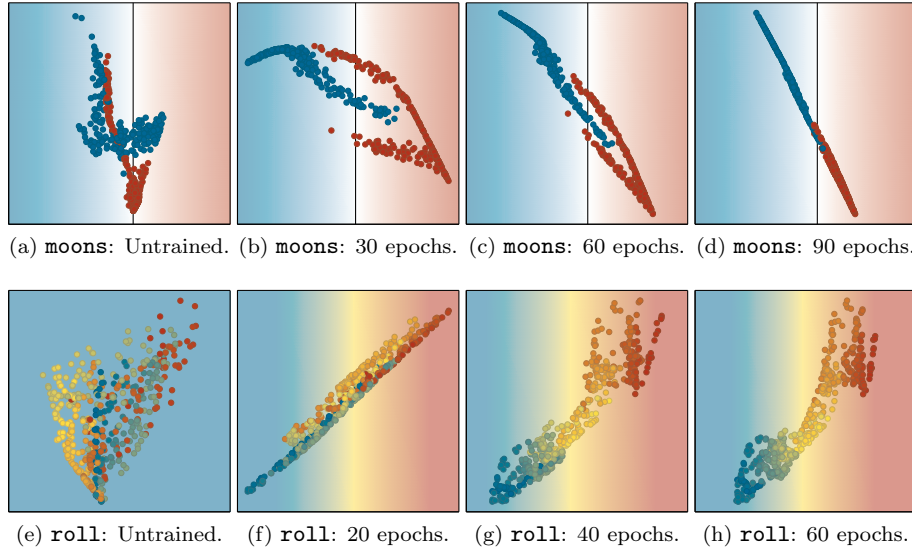 (a) moons: Untrained. (b) moons: 30 epochs. (c) moons: 60 epochs. (d) moons: 90 epochs.
(e) roll: Untrained. (f) roll: 20 epochs. (g) roll: 40 epochs. (h) roll: 60 epochs.